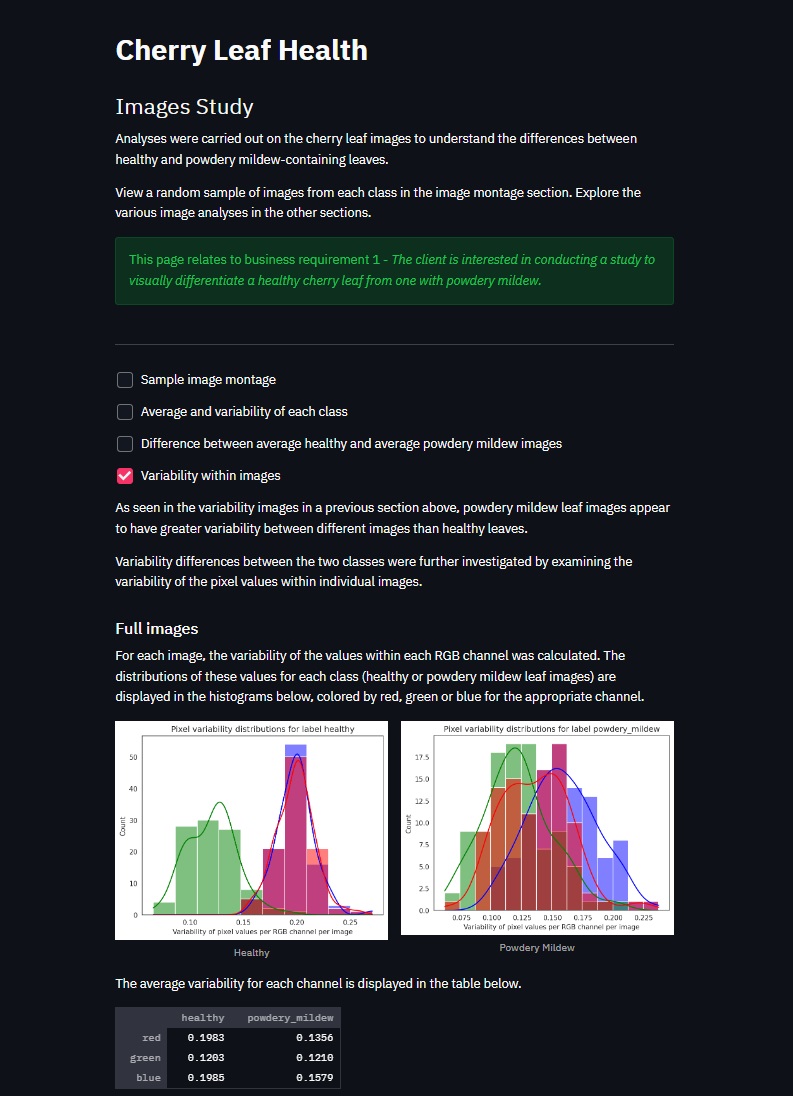 Cherry Leaf Health
Images Study
Analyses were carried out on the cherry leaf images to understand the differences between
healthy and powdery mildew-containing leaves.
View a random sample of images from each class in the image montage section. Explore the
various image analyses in the other sections.
This page relates to business requirement 1 - The client is interested in conducting a study to
visually differentiate a healthy cherry leaf from one with powdery mildew.
Sample image montage
Average and variability of each class
Difference between average healthy and average powdery mildew images
Variability within images
As seen in the variability images in a previous section above, powdery mildew leaf images appear
to have greater variability between different images than healthy leaves.
Variability differences between the two classes were further investigated by examining the
variability of the pixel values within individual images.
Full images
For each image, the variability of the values within each RGB channel was calculated. The
distributions of these values for each class (healthy or powdery mildew leaf images) are
displayed in the histograms below, colored by red, green or blue for the appropriate channel.
Pixel variability distributions for label healthy
50
40
30
20
10
0
Count
0.10 0.15 0.20 0.25
Variability of pixel values per RGB channel per image
Healthy
Pixel variability distributions for label powdery_mildew
17.5
15.0
12.5
10.0
7.5
5.0
2.5
0.0
Count
0.075 0.100 0.125 0.150 0.175 0.200 0.225
Variability of pixel values per RGB channel per image
Powdery Mildew
The average variability for each channel is displayed in the table below.
healthy powdery_mildew
red 0.1983 0.1356
green 0.1203 0.1210
blue 0.1985 0.1579